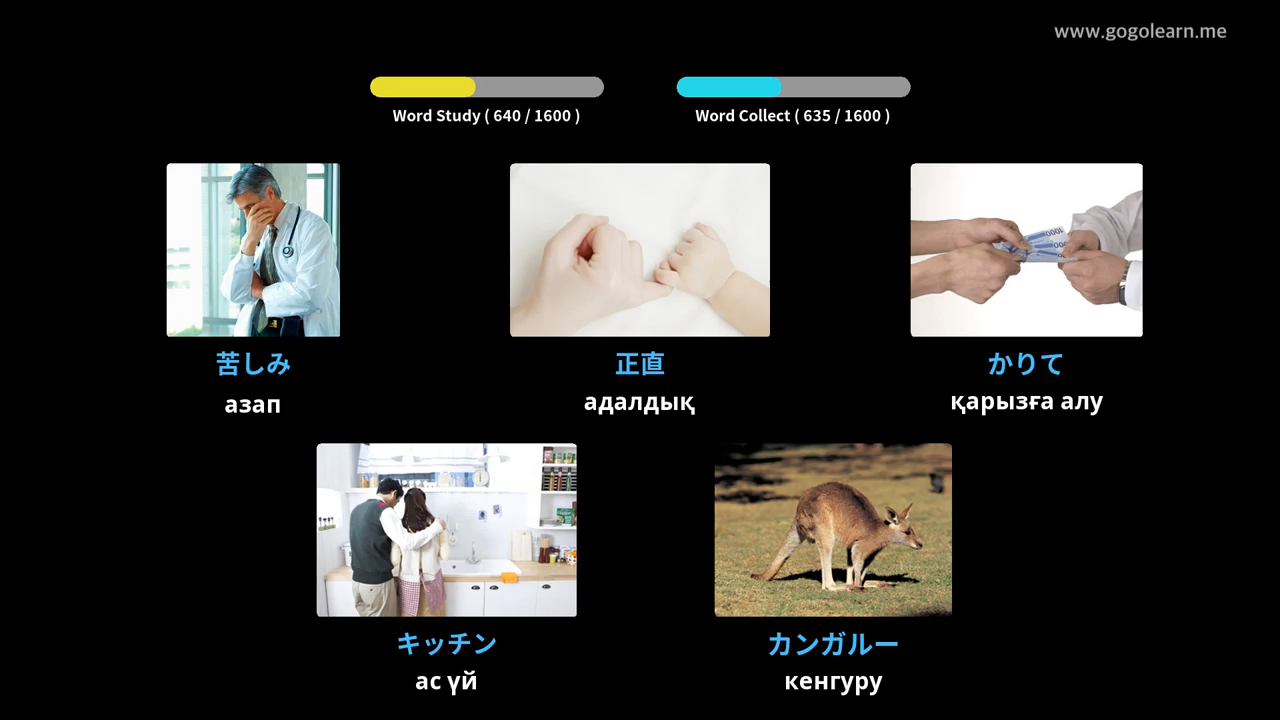 www.gogolearn.me
Word Study ( 640 / 1600 )
Word Collect ( 635 / 1600 )
苦しみ
азап
正直
адалдық
かりて
қарызға алу
キッチン
ас үй
カンガルー
кенгуру